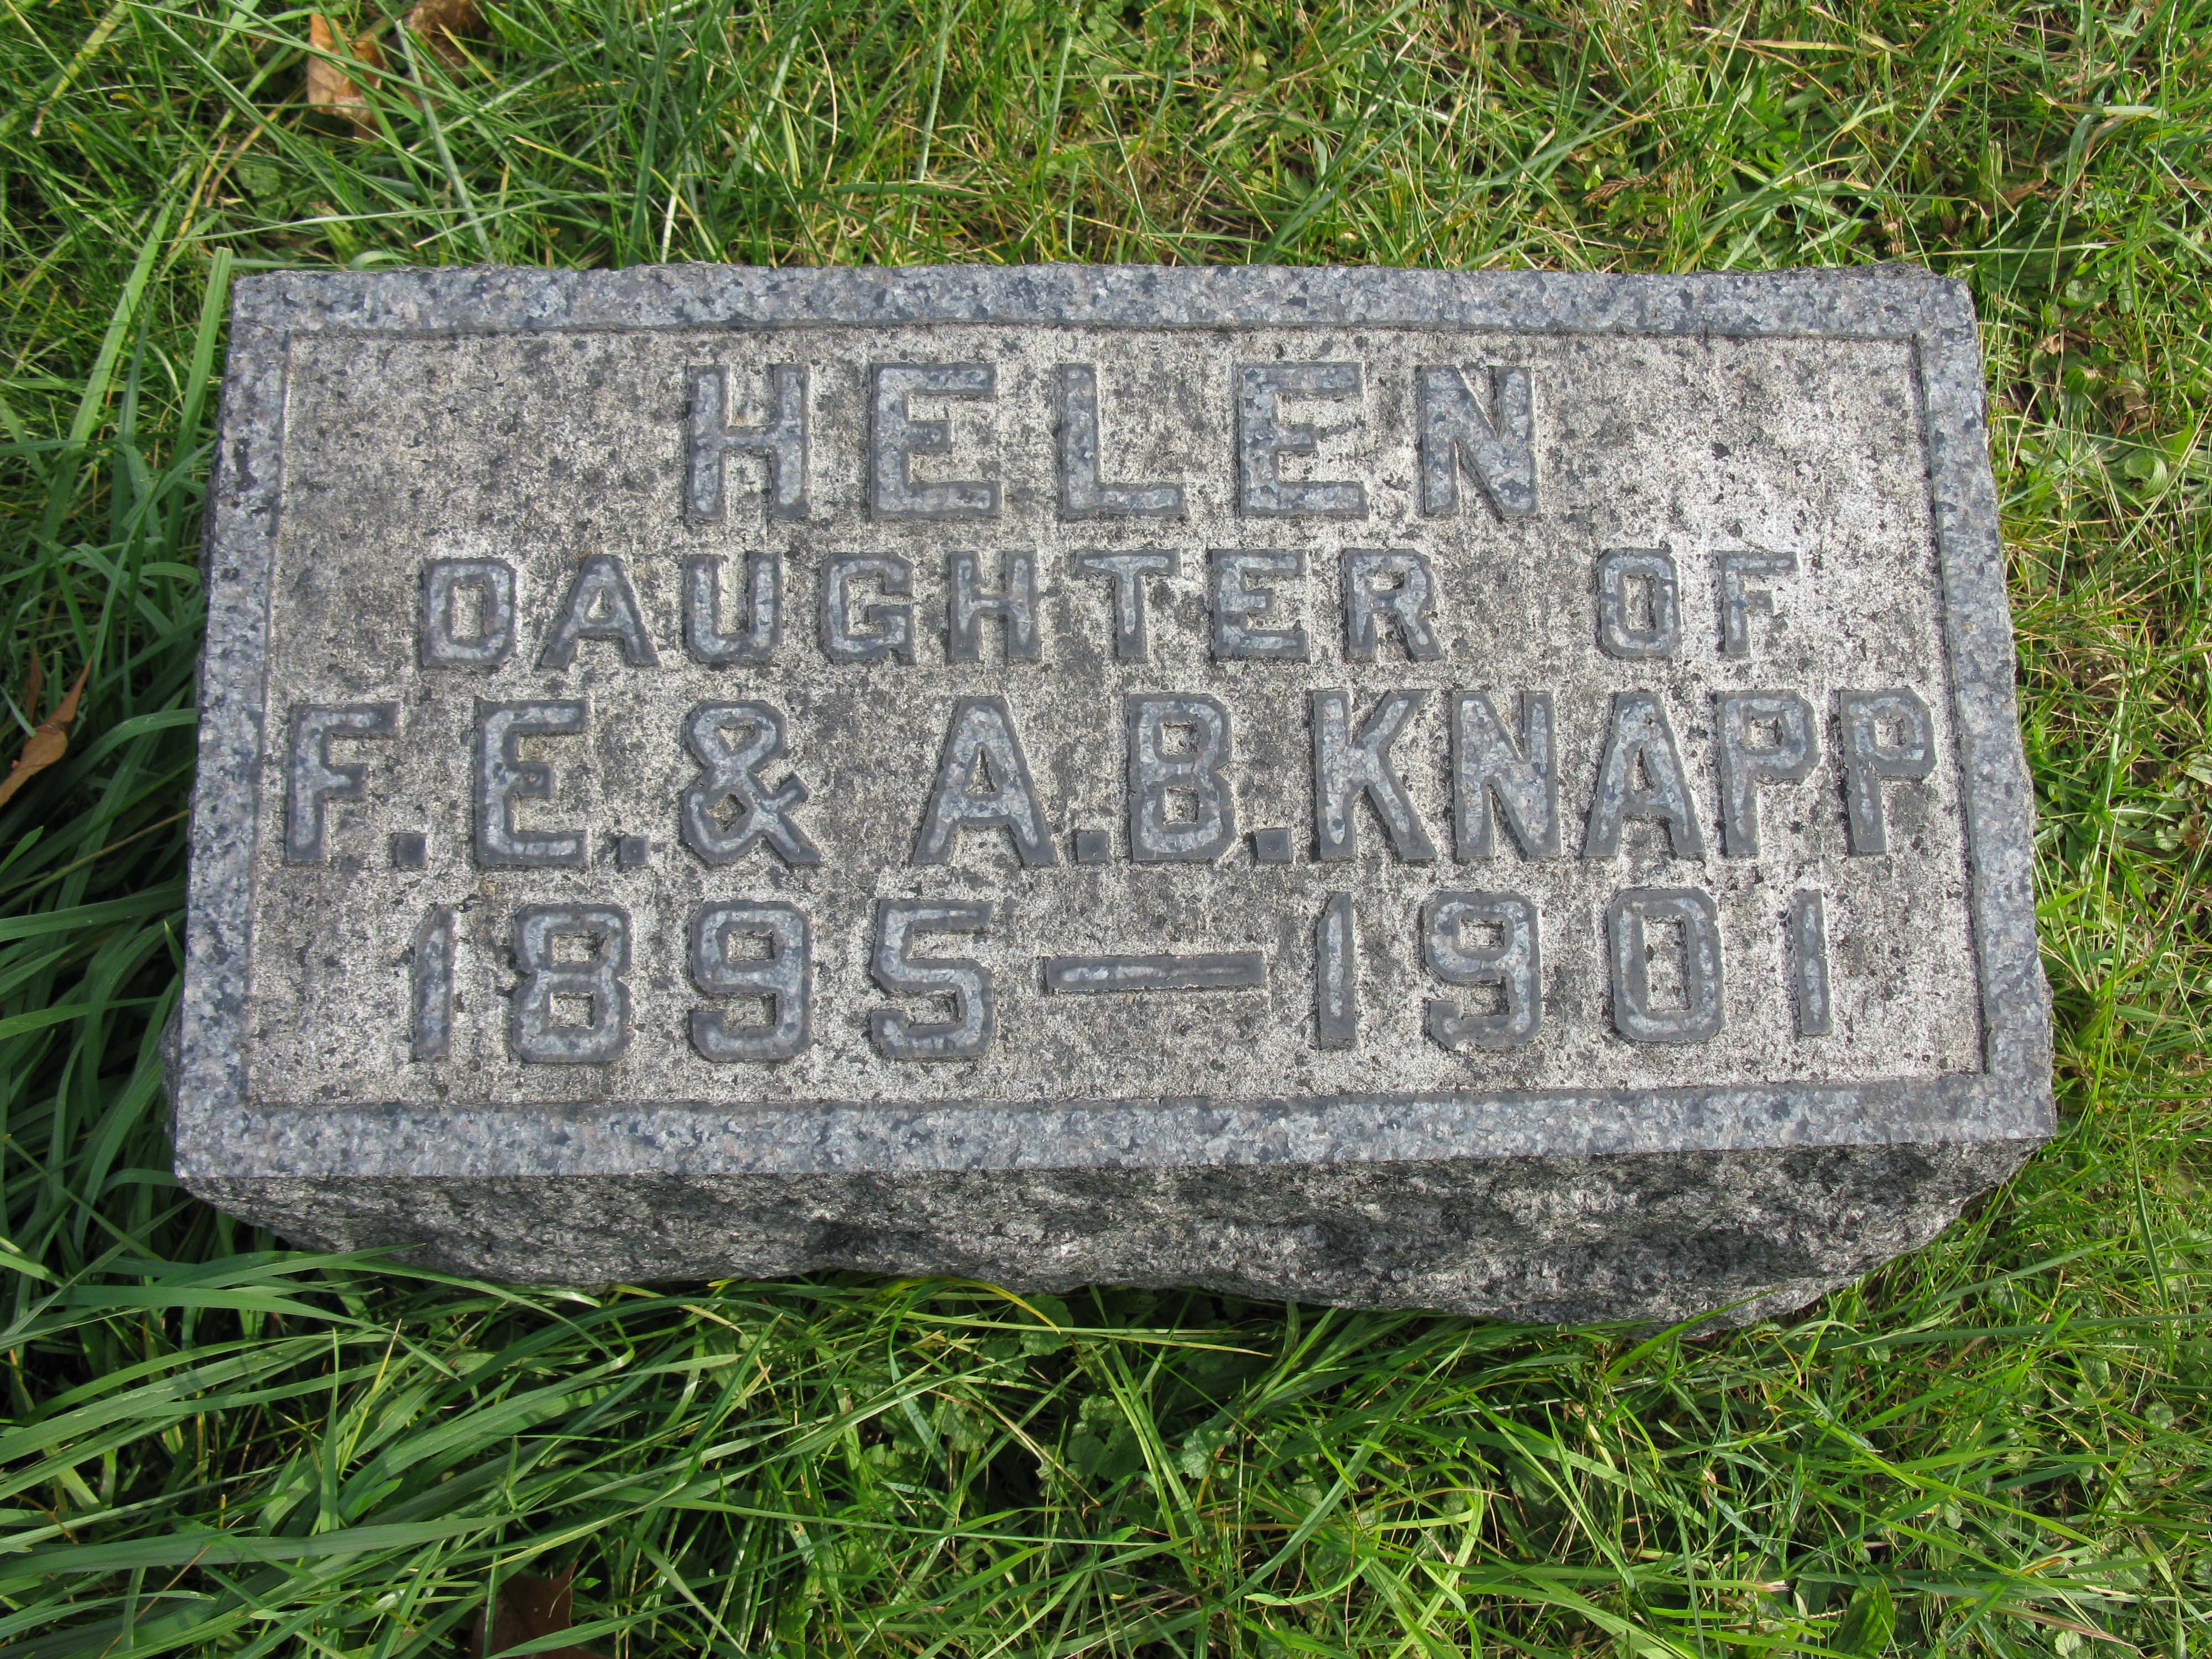 HELEN
DAUGHTER OF
F.E. & A.B. KNAPP
1895—1901